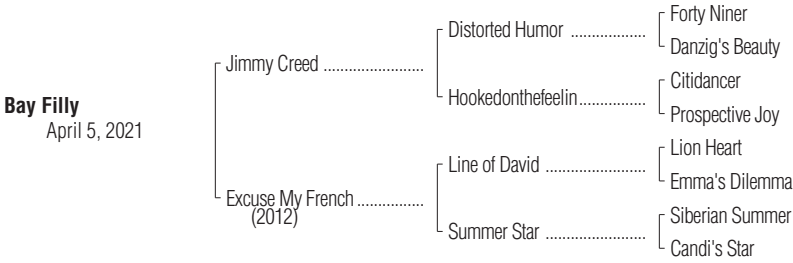 Forty Niner
Distorted Humor ..................
Danzig's Beauty
Jimmy Creed ........................
Citidancer
Hookedonthefeelin................
Prospective Joy
Bay Filly
April 5, 2021
Lion Heart
Line of David ........................
Emma's Dilemma
Excuse My French ................
(2012)
Siberian Summer
Summer Star ........................
Candi's Star